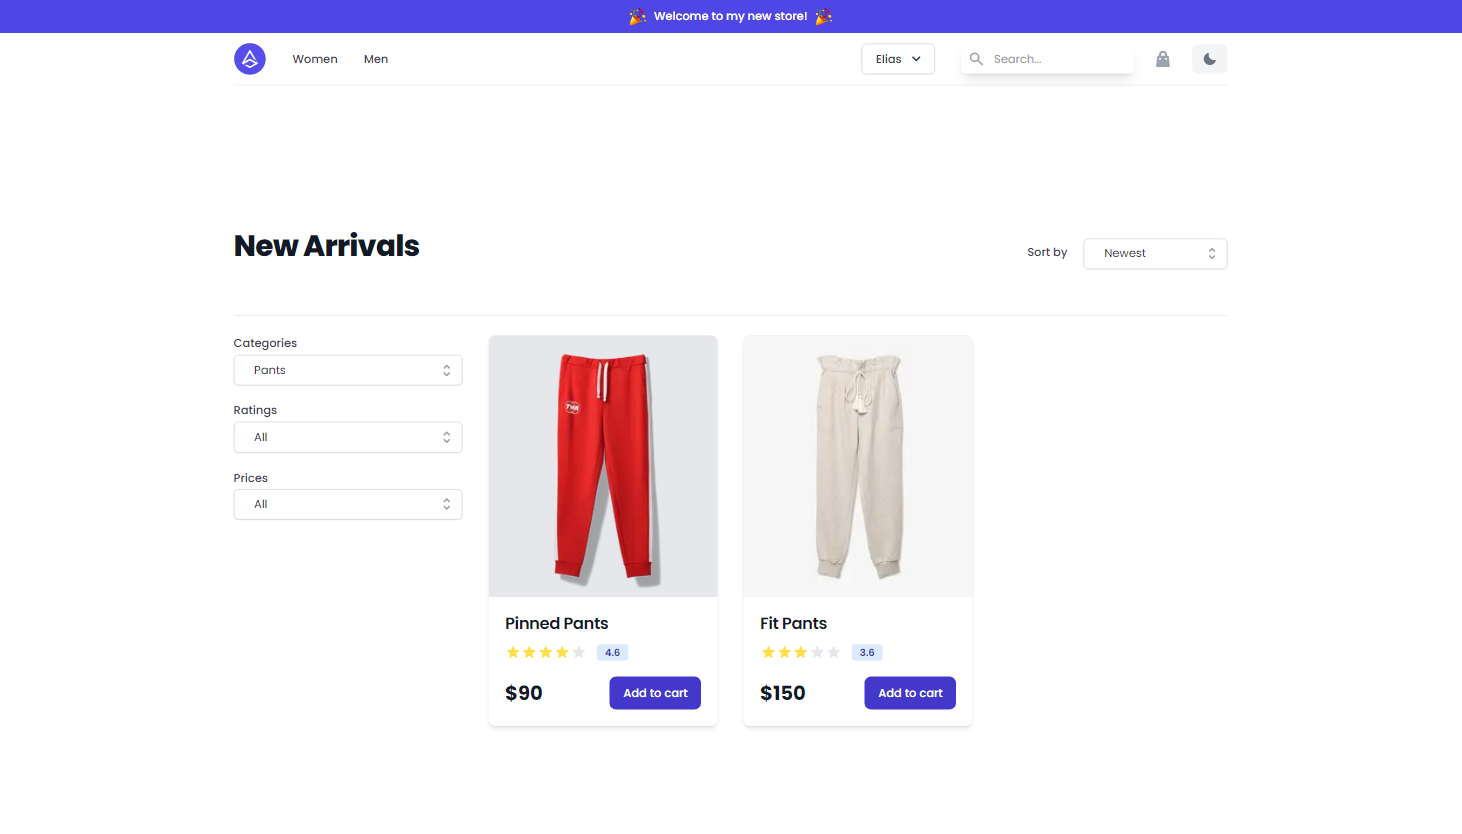 Welcome to my new store!
Women Men Elias Search...
New Arrivals
Sort by Newest
Categories
Pants
Ratings
All
Prices
All
Pinned Pants
4.6
$90 Add to cart
Fit Pants
3.6
$150 Add to cart